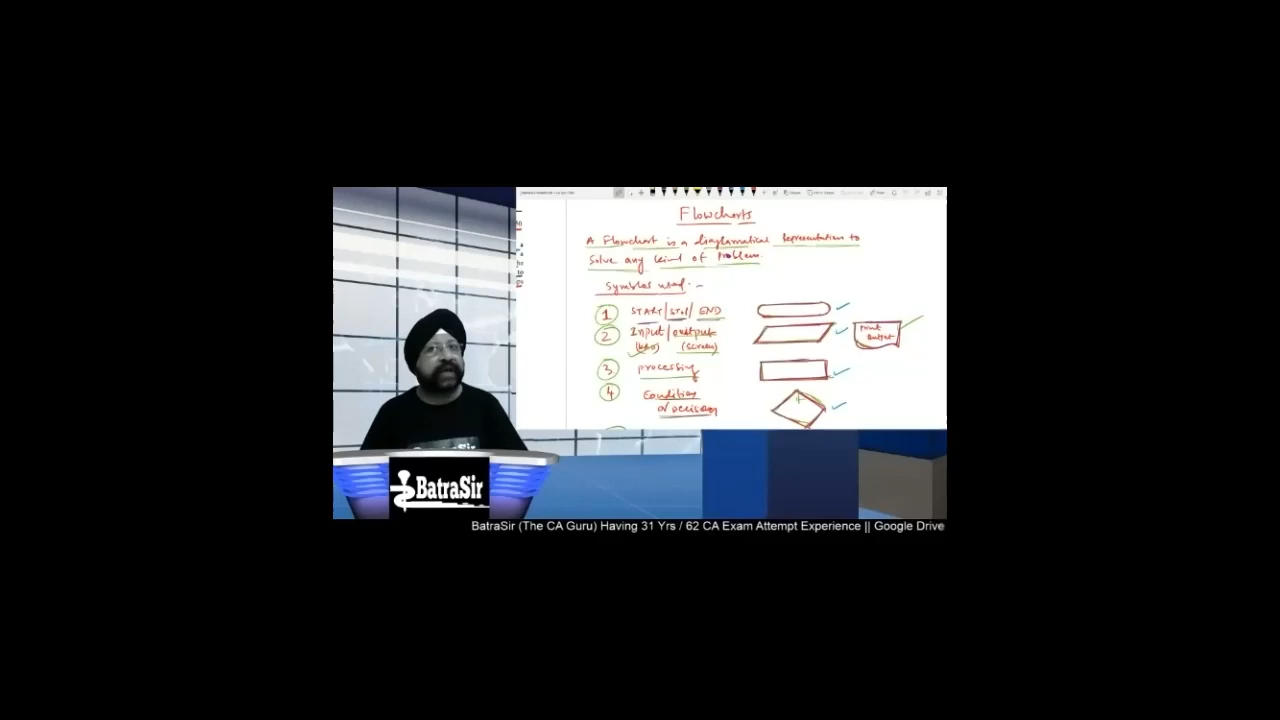 Flowcharts
A Flowchart is a diagramatical Representation to
Solve any kind of Problem.
Symbols used: -
1 START/STOP/ END
2 Input/output
(screen)
Print
output
3 processing
4 Condition
or Decision
BatraSir
BatraSir (The CA Guru) Having 31 Yrs / 62 CA Exam Attempt Experience || Google Drive